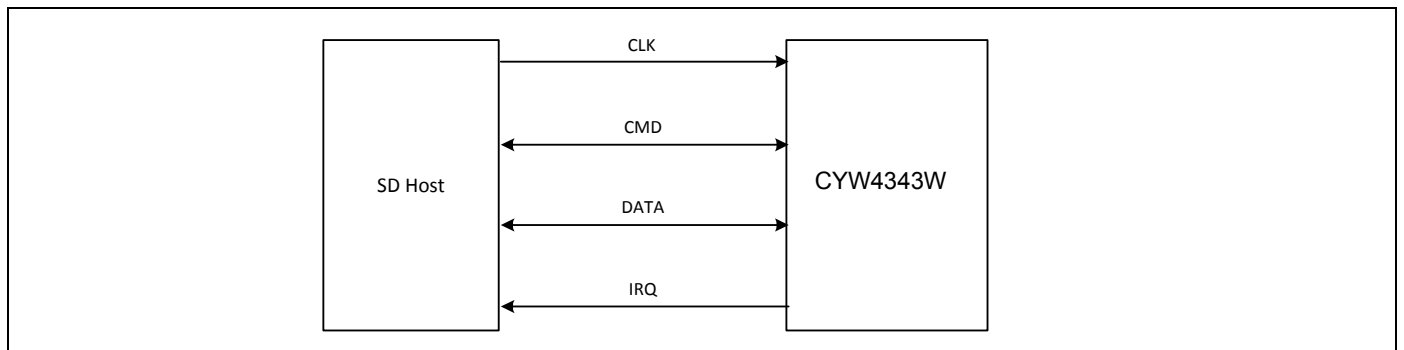 CLK
CMD
SD Host
CYW4343W
DATA
IRQ